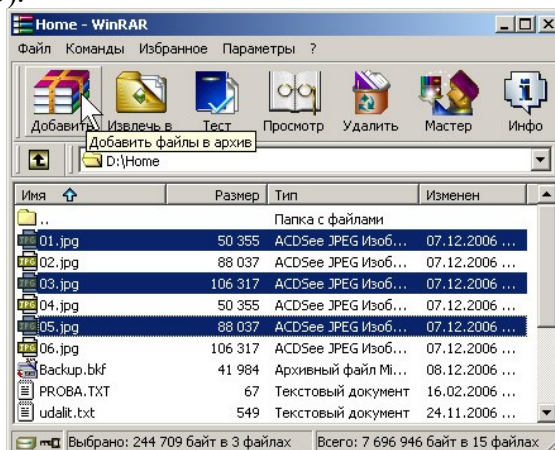 ).
Home - WinRAR
Файл Команды Избранное Параметры ?
Добавить Извлечь в Тест Просмотр Удалить Мастер Инфо
Добавить файлы в архив
D:\Home
Имя Размер Тип Изменен
.. Папка с файлами
01.jpg 50 355 ACDSee JPEG Изоб... 07.12.2006 ...
02.jpg 88 037 ACDSee JPEG Изоб... 07.12.2006 ...
03.jpg 106 317 ACDSee JPEG Изоб... 07.12.2006 ...
04.jpg 50 355 ACDSee JPEG Изоб... 07.12.2006 ...
05.jpg 88 037 ACDSee JPEG Изоб... 07.12.2006 ...
06.jpg 106 317 ACDSee JPEG Изоб... 07.12.2006 ...
Backup.bkf 41 984 Архивный файл Mi... 08.12.2006 ...
PROBA.TXT 67 Текстовый документ 16.02.2006 ...
udalit.txt 549 Текстовый документ 24.11.2006 ...
Выбрано: 244 709 байт в 3 файлах Всего: 7 696 946 байт в 15 файлах